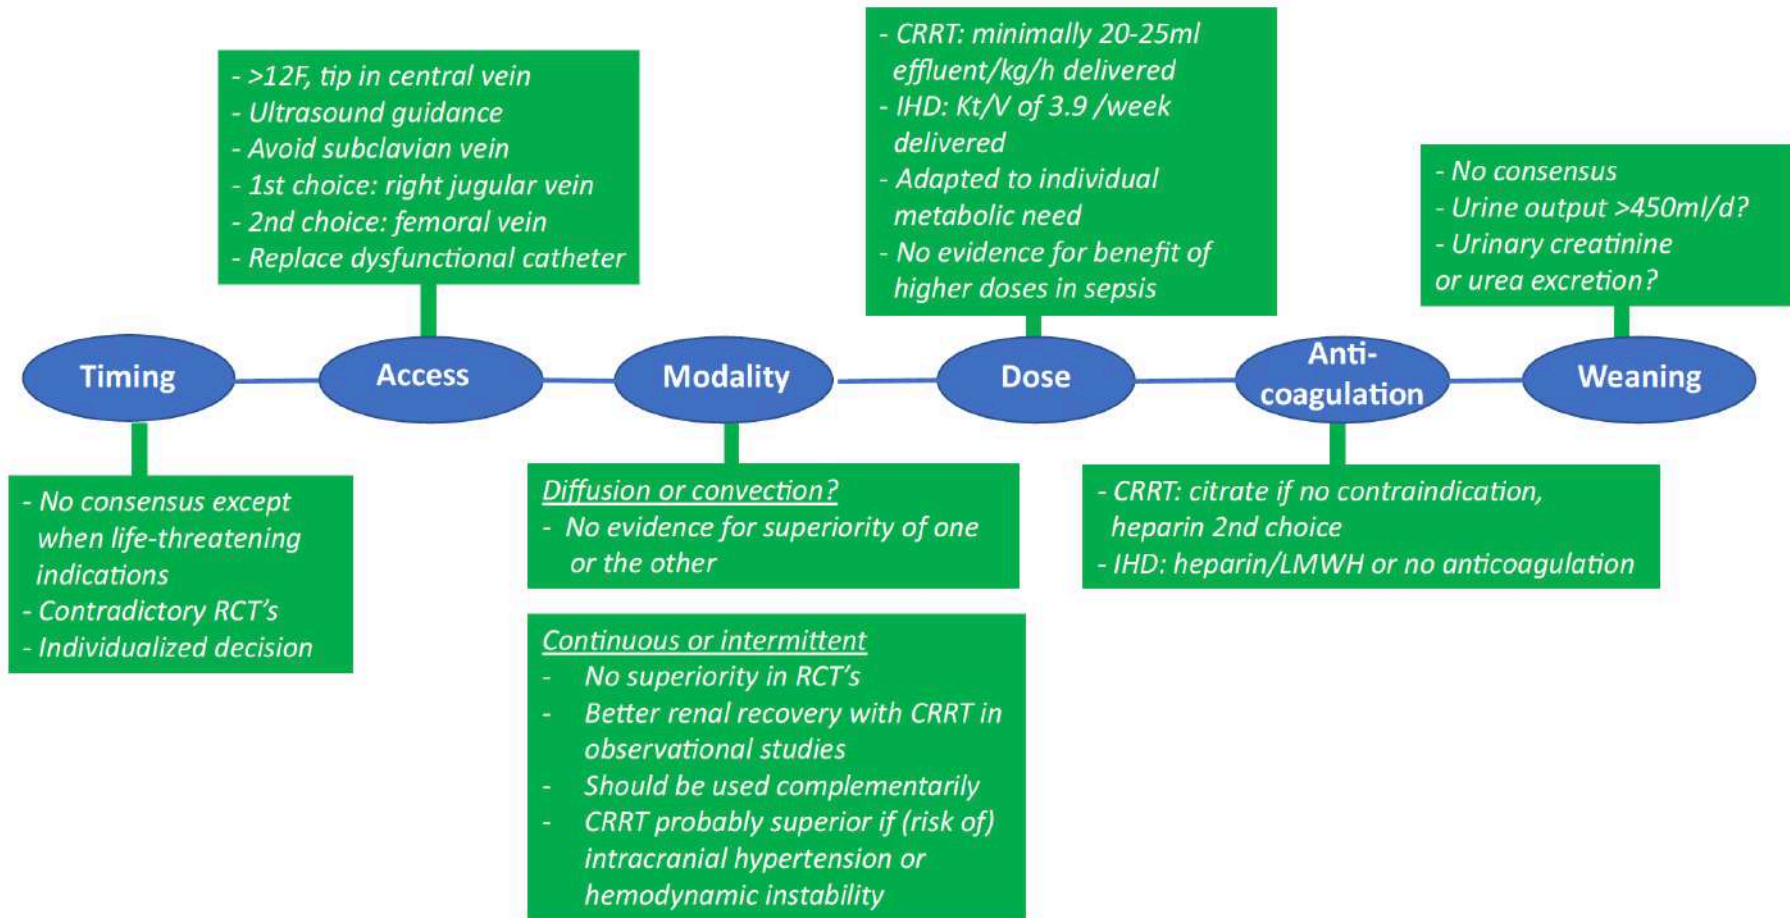 - >12F, tip in central vein
- Ultrasound guidance
- Avoid subclavian vein
- 1st choice: right jugular vein
- 2nd choice: femoral vein
- Replace dysfunctional catheter
- CRRT: minimally 20-25ml
effluent/kg/h delivered
- IHD: Kt/V of 3.9 /week
delivered
- Adapted to individual
metabolic need
- No evidence for benefit of
higher doses in sepsis
- No consensus
- Urine output >450ml/d?
- Urinary creatinine
or urea excretion?
Timing
Access
Modality
Dose
Anti-
coagulation
Weaning
- No consensus except
when life-threatening
indications
- Contradictory RCT's
- Individualized decision
Diffusion or convection?
- No evidence for superiority of one
or the other
Continuous or intermittent
- No superiority in RCT's
- Better renal recovery with CRRT in
observational studies
- Should be used complementarily
- CRRT probably superior if (risk of)
intracranial hypertension or
hemodynamic instability
- CRRT: citrate if no contraindication,
heparin 2nd choice
- IHD: heparin/LMWH or no anticoagulation